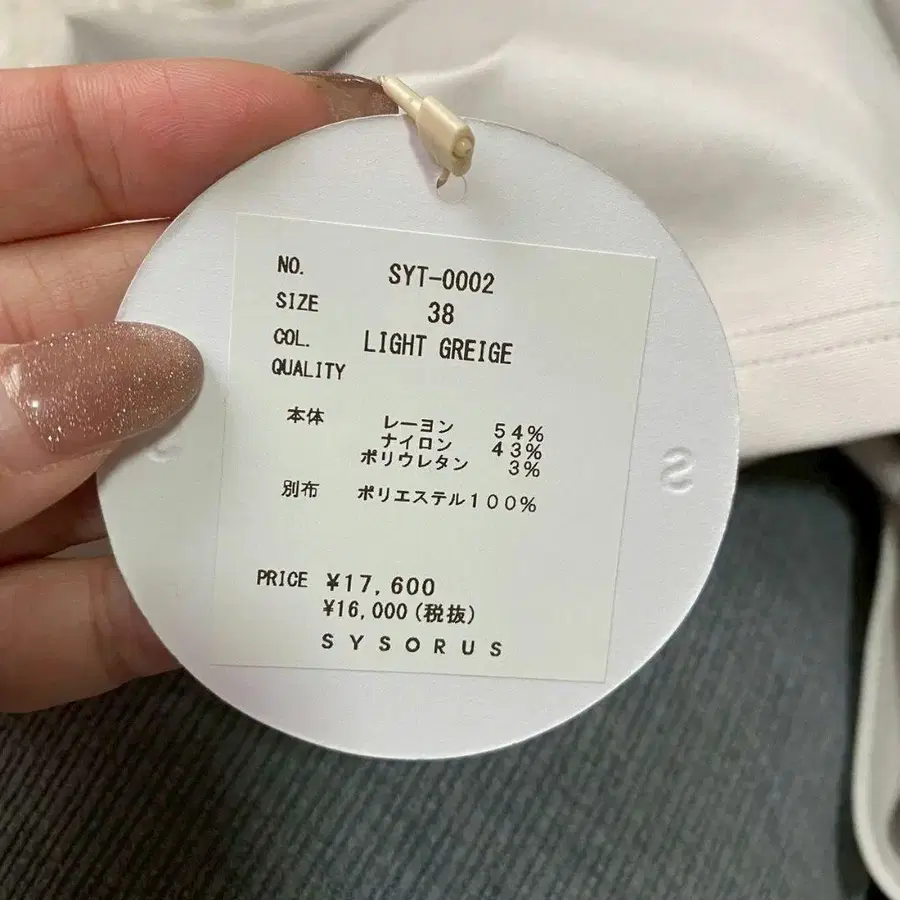 NO. SYT-0002
SIZE 38
COL. LIGHT GREIGE
QUALITY
本体 レーヨン 54%
ナイロン 43%
ポリウレタン 3%
別布 ポリエステル100%
PRICE ¥17,600
¥16,000(税抜)
SYSORUS
S